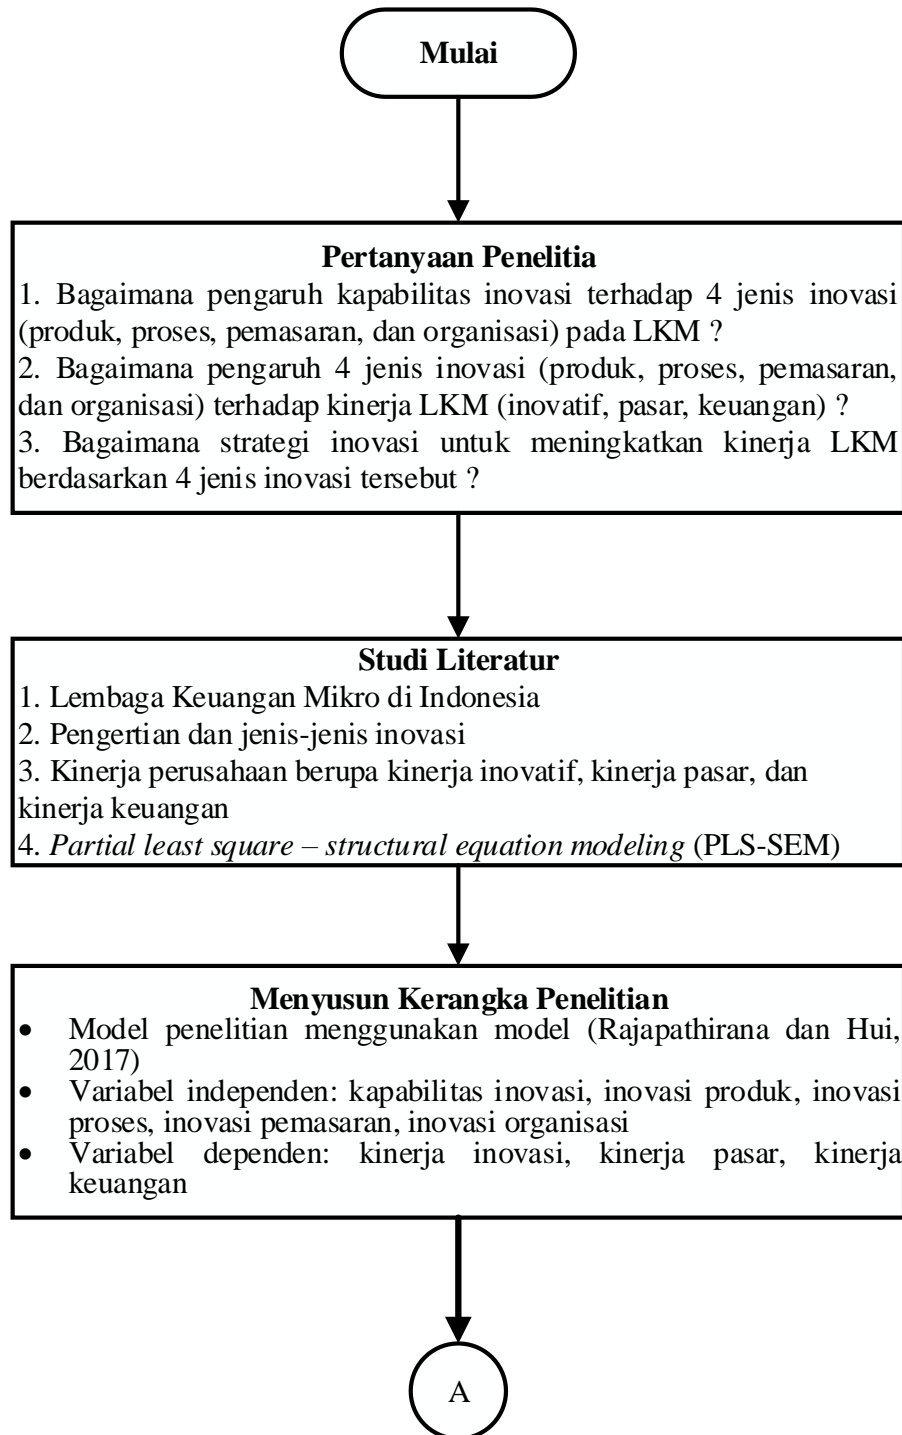 Mulai
Pertanyaan Penelitia
1. Bagaimana pengaruh kapabilitas inovasi terhadap 4 jenis inovasi
(produk, proses, pemasaran, dan organisasi) pada LKM ?
2. Bagaimana pengaruh 4 jenis inovasi (produk, proses, pemasaran,
dan organisasi) terhadap kinerja LKM (inovatif, pasar, keuangan) ?
3. Bagaimana strategi inovasi untuk meningkatkan kinerja LKM
berdasarkan 4 jenis inovasi tersebut ?
Studi Literatur
1. Lembaga Keuangan Mikro di Indonesia
2. Pengertian dan jenis-jenis inovasi
3. Kinerja perusahaan berupa kinerja inovatif, kinerja pasar, dan
kinerja keuangan
4. Partial least square – structural equation modeling (PLS-SEM)
Menyusun Kerangka Penelitian
• Model penelitian menggunakan model (Rajapathirana dan Hui,
2017)
• Variabel independen: kapabilitas inovasi, inovasi produk, inovasi
proses, inovasi pemasaran, inovasi organisasi
• Variabel dependen: kinerja inovasi, kinerja pasar, kinerja
keuangan
A